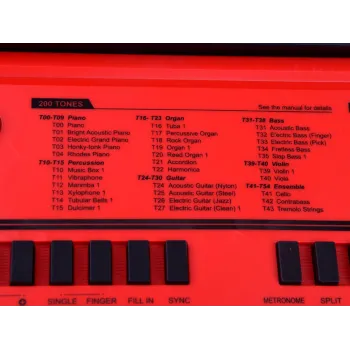 200 TONES
See the manual for details
T00~T09 Piano
T00 Piano
T01 Bright Acoustic Piano
T02 Electric Grand Piano
T03 Honky-tonk Piano
T04 Rhodes Piano
T10~T15 Percussion
T10 Music Box 1
T11 Vibraphone
T12 Marimba 1
T13 Xylophone 1
T14 Tubular Bells 1
T15 Dulcimer 1
T16~T23 Organ
T16 Tube 1
T17 Percussive Organ
T18 Rock Organ
T19 Organ 1
T20 Reed Organ 1
T21 Accordion
T22 Harmonica
T24~T30 Guitar
T24 Acoustic Guitar (Nylon)
T25 Acoustic Guitar (Steel)
T26 Electric Guitar (Jazz)
T27 Electric Guitar (Clean) 1
T31~T38 Bass
T31 Acoustic Bass
T32 Electric Bass (Finger)
T33 Electric Bass (Pick)
T34 Fretless Bass
T35 Slap Bass 1
T39~T40 Violin
T39 Violin 1
T40 Viola
T41~T54 Ensemble
T41 Cello
T42 Contrabass
T43 Tremolo Strings
SINGLE FINGER FILL IN SYNC METRONOME SPLIT